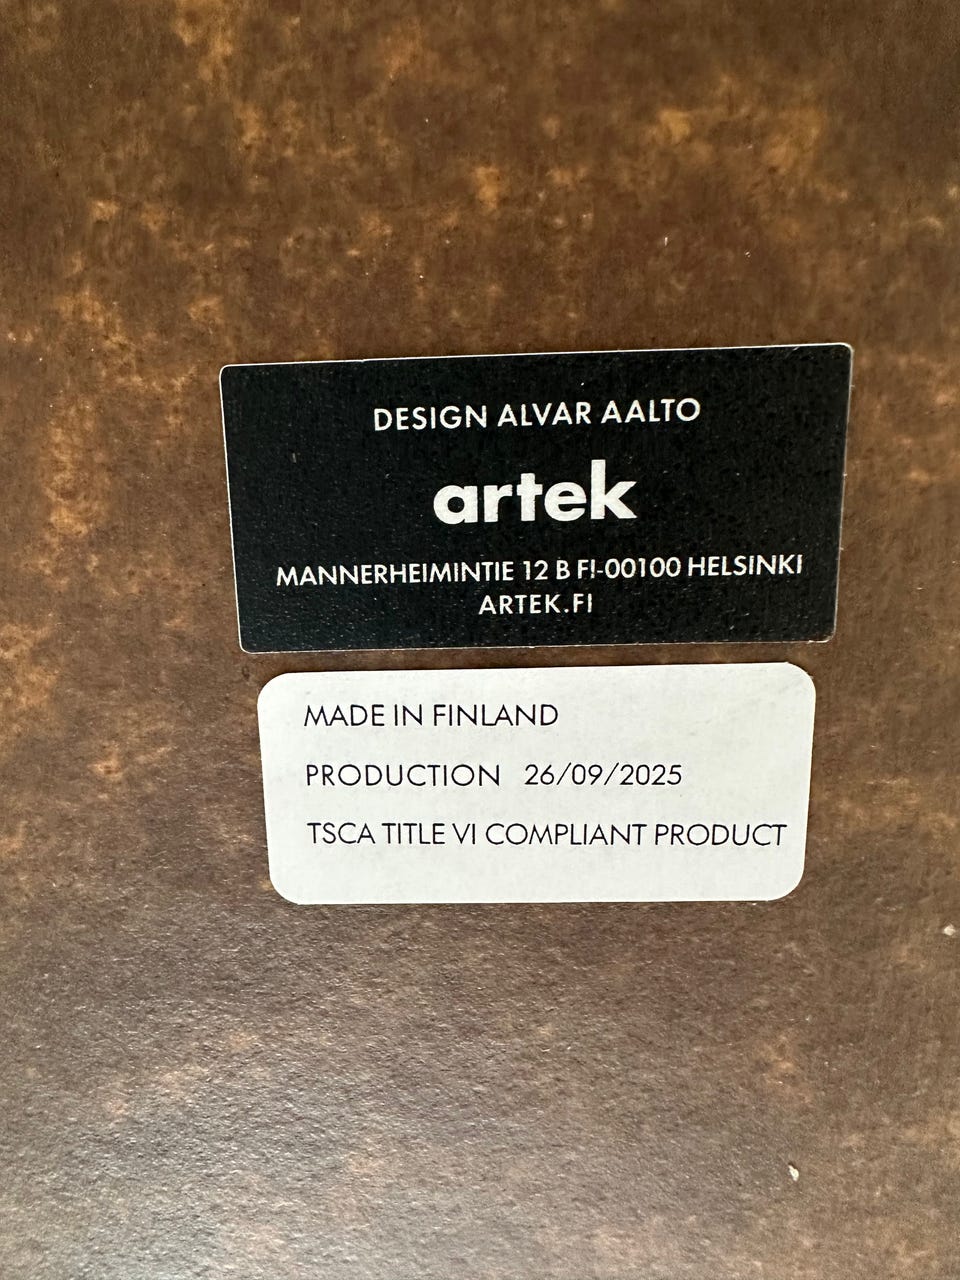 DESIGN ALVAR AALTO
artek
MANNERHEIMINTIE 12 B FI-00100 HELSINKI
ARTEK.FI
MADE IN FINLAND
PRODUCTION 26/09/2025
TSCA TITLE VI COMPLIANT PRODUCT